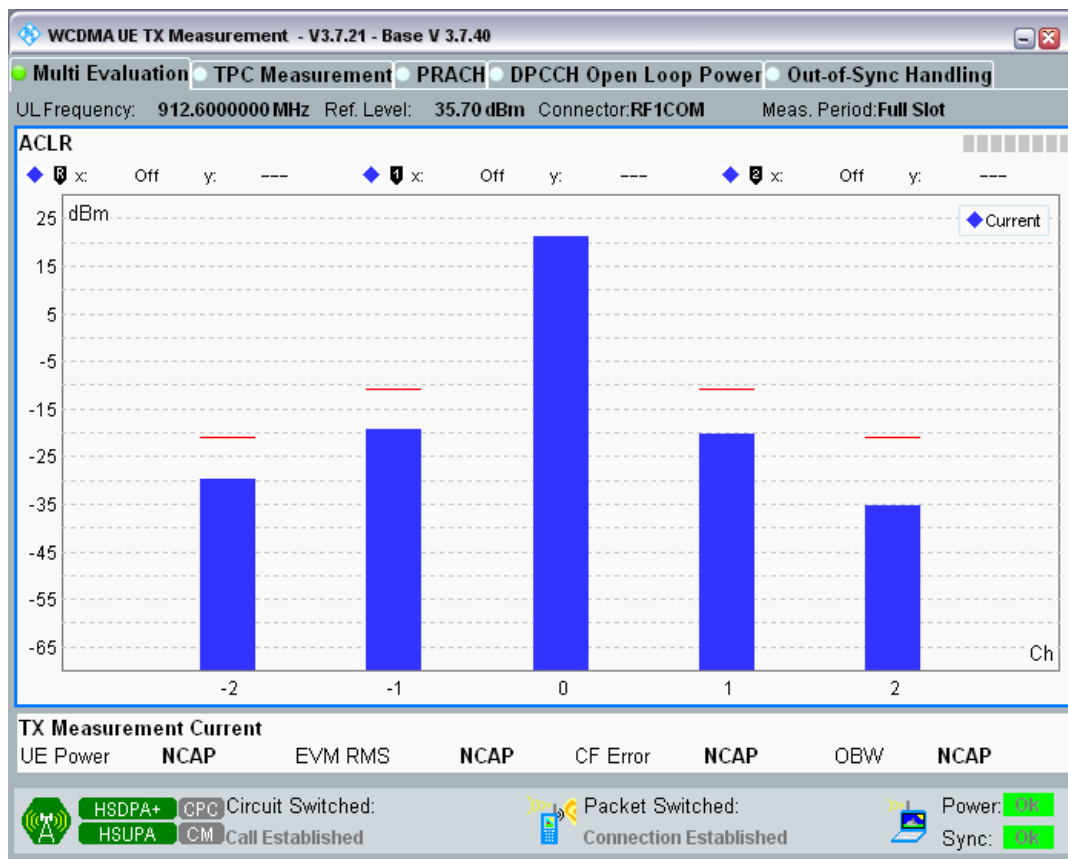 WCDMA UE TX Measurement - V3.7.21 - Base V 3.7.40
Multi Evaluation TPC Measurement PRACH DPCCH Open Loop Power Out-of-Sync Handling
UL Frequency: 912.6000000 MHz Ref. Level: 35.70 dBm Connector:RF1COM Meas. Period:Full Slot
ACLR
R x: Off y: --- 1 x: Off y: --- 2 x: Off y: ---
dBm
Current
25
15
5
-5
-15
-25
-35
-45
-55
-65
Ch
-2 -1 0 1 2
TX Measurement Current
UE Power NCAP EVM RMS NCAP CF Error NCAP OBW NCAP
HSDPA+ CPC Circuit Switched: Packet Switched: Power: OK
HSUPA CM Call Established Connection Established Sync: OK